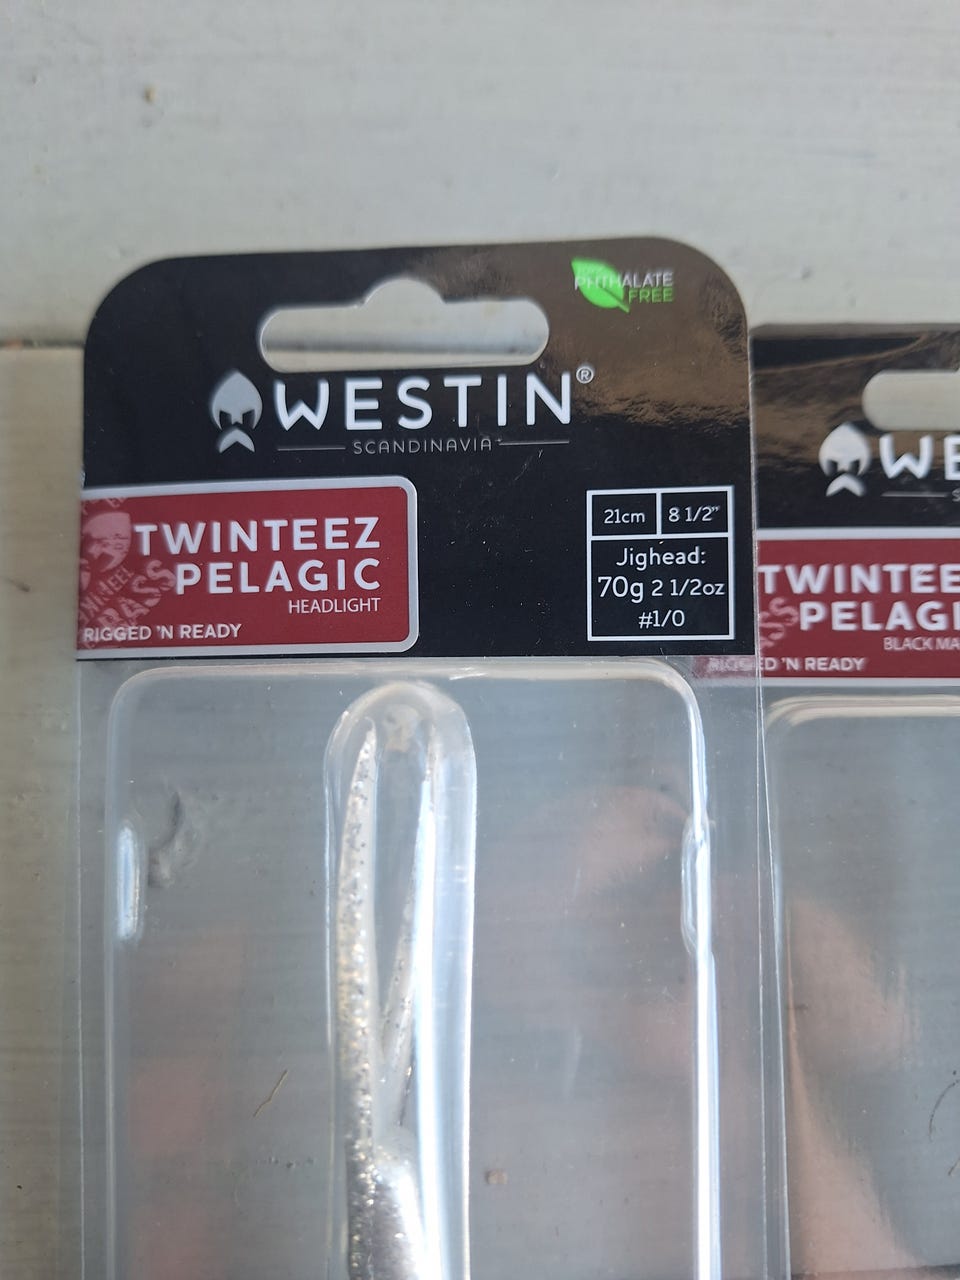 PHTHALATE
FREE
WESTIN®
SCANDINAVIA
TWINTEEZ
PELAGIC
HEADLIGHT
RIGGED 'N READY
21cm 8 1/2"
Jighead:
70g 2 1/2oz
#1/0
WE
S
TWINTEE
PELAGI
BLACK MA
RIGGED 'N READY